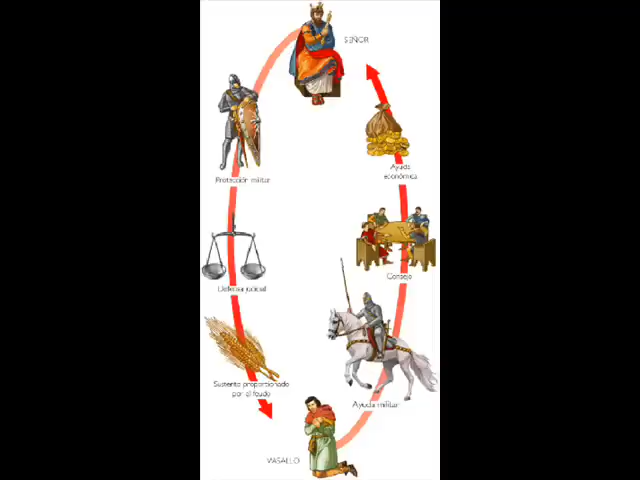 SEÑOR
Ayuda
económica
Protección militar
Consejo
Defensa judicial
Sustento proporcionado
por el feudo
Ayuda militar
VASALLO